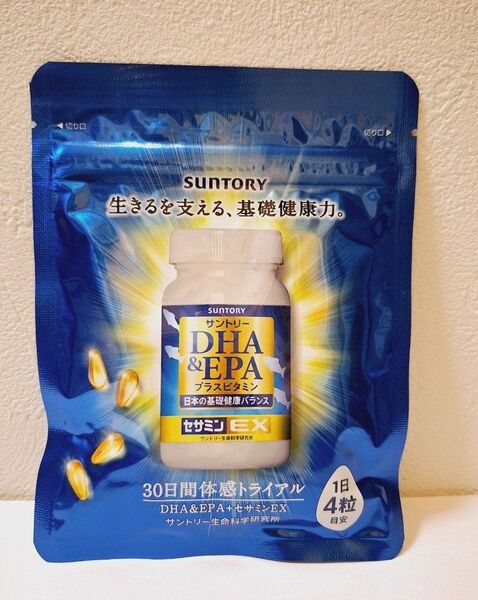 ◀切り口
切り口▶
SUNTORY
生きるを支える、基礎健康力。
SUNTORY
サントリー
DHA
&EPA
プラスビタミン
日本の基礎健康バランス
セサミンEX
サントリー生命科学研究所
30日間体感トライアル
DHA&EPA+セサミンEX
サントリー生命科学研究所
1日
4粒
目安